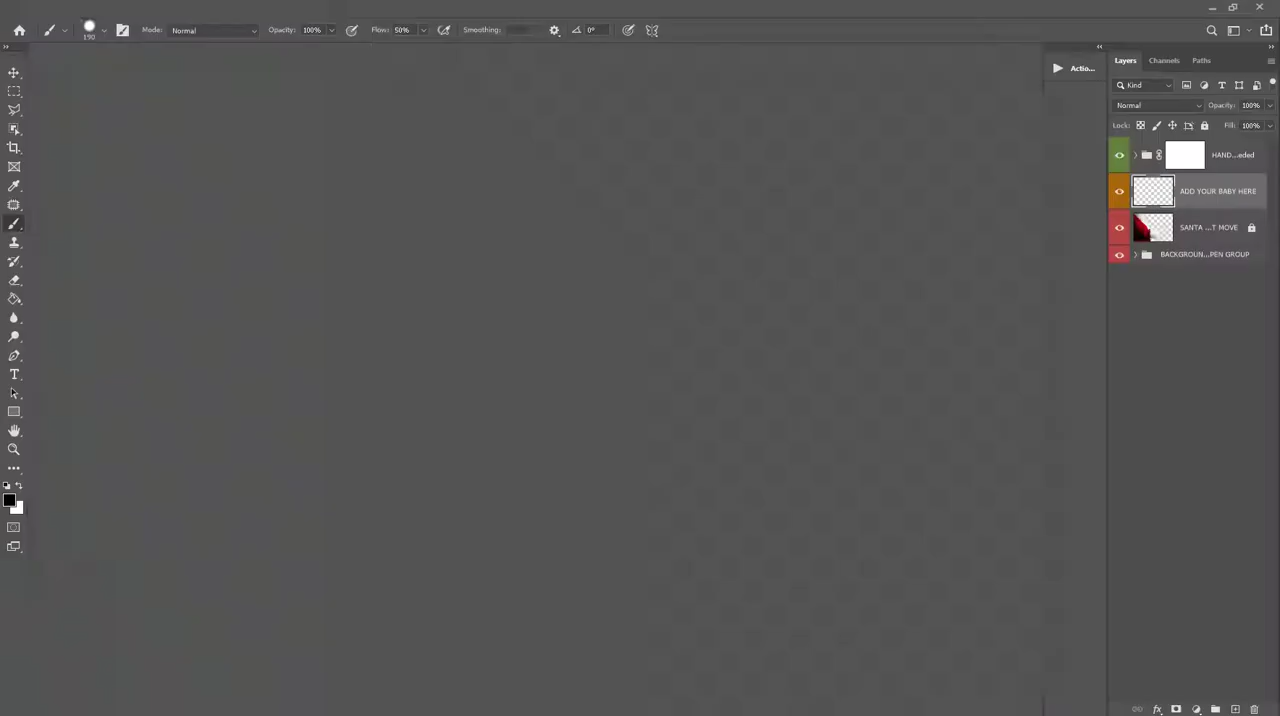 190
Mode: Normal
Opacity: 100%
Flow: 50%
Smoothing:
0°
Actio...
Layers
Channels
Paths
Kind
Normal
Opacity: 100%
Lock:
Fill: 100%
HAND...eded
ADD YOUR BABY HERE
SANTA ...T MOVE
BACKGROUN...PEN GROUP